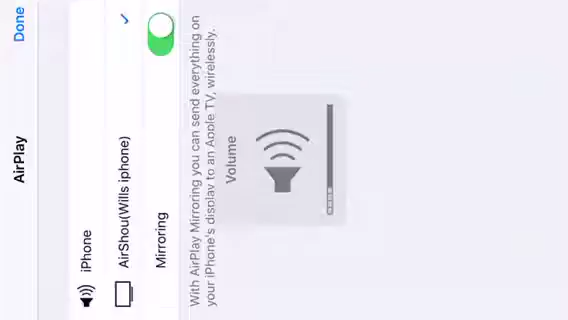 AirPlay
Done
iPhone
AirShou(Wills iphone)
Mirroring
With AirPlay Mirroring you can send everything on
your iPhone's display to an Apple TV, wirelessly.
Volume